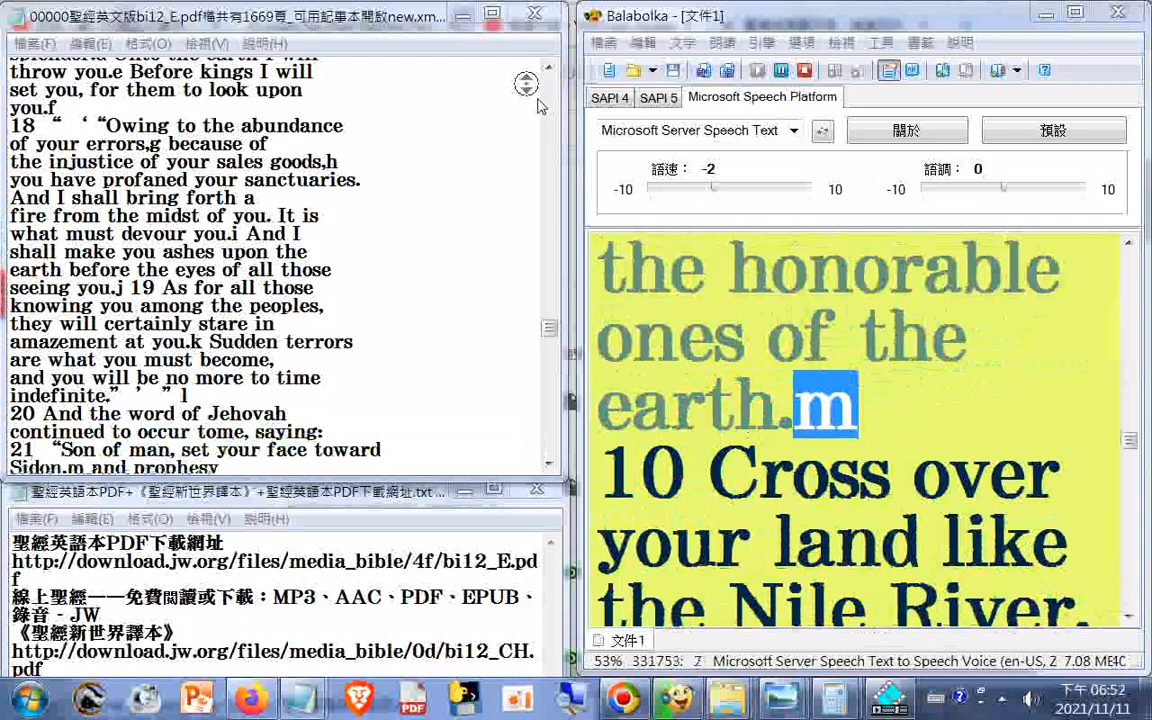 00000聖經英文版bi12_E.pdf檔共有1669頁_可用記事本開啟new.xm...
檔案(F) 編輯(E) 格式(O) 檢視(V) 說明(H)
throw you.e Before kings I will
set you, for them to look upon
you.f
18 “ ‘ “Owing to the abundance
of your errors,g because of
the injustice of your sales goods,h
you have profaned your sanctuaries.
And I shall bring forth a
fire from the midst of you. It is
what must devour you.i And I
shall make you ashes upon the
earth before the eyes of all those
seeing you.j 19 As for all those
knowing you among the peoples,
they will certainly stare in
amazement at you.k Sudden terrors
are what you must become,
and you will be no more to time
indefinite.” ’ ” l
20 And the word of Jehovah
continued to occur tome, saying:
21 “Son of man, set your face toward
Sidon,m and prophesy
聖經英語本PDF+《聖經新世界譯本》+聖經英語本PDF下載網址.txt ...
檔案(F) 編輯(E) 格式(O) 檢視(V) 說明(H)
聖經英語本PDF下載網址
http://download.jw.org/files/media_bible/4f/bi12_E.pd
f
線上聖經——免費閱讀或下載：MP3、AAC、PDF、EPUB、
錄音 - JW
《聖經新世界譯本》
http://download.jw.org/files/media_bible/0d/bi12_CH.
pdf
Balabolka - [文件1]
檔案 編輯 文字 朗讀 引擎 選項 檢視 工具 書籤 說明
SAPI 4 SAPI 5 Microsoft Speech Platform
Microsoft Server Speech Text 關於 預設
語速： -2 語調： 0
-10 10 -10 10
the honorable
ones of the
earth.m
10 Cross over
your land like
the Nile River.
文件1
53% 331753: 7 Microsoft Server Speech Text to Speech Voice (en-US, Z 7.08 ME
下午 06:52
2021/11/11